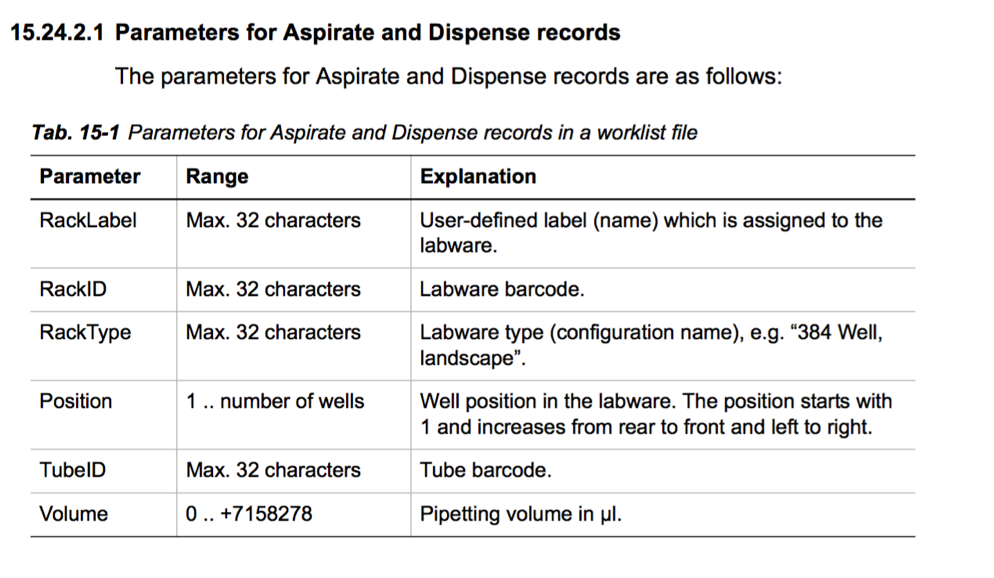 15.24.2.1 Parameters for Aspirate and Dispense records
The parameters for Aspirate and Dispense records are as follows:
Tab. 15-1 Parameters for Aspirate and Dispense records in a worklist file
Parameter Range Explanation
RackLabel Max. 32 characters User-defined label (name) which is assigned to the
labware.
RackID Max. 32 characters Labware barcode.
RackType Max. 32 characters Labware type (configuration name), e.g. “384 Well,
landscape”.
Position 1 .. number of wells Well position in the labware. The position starts with
1 and increases from rear to front and left to right.
TubeID Max. 32 characters Tube barcode.
Volume 0 .. +7158278 Pipetting volume in µl.